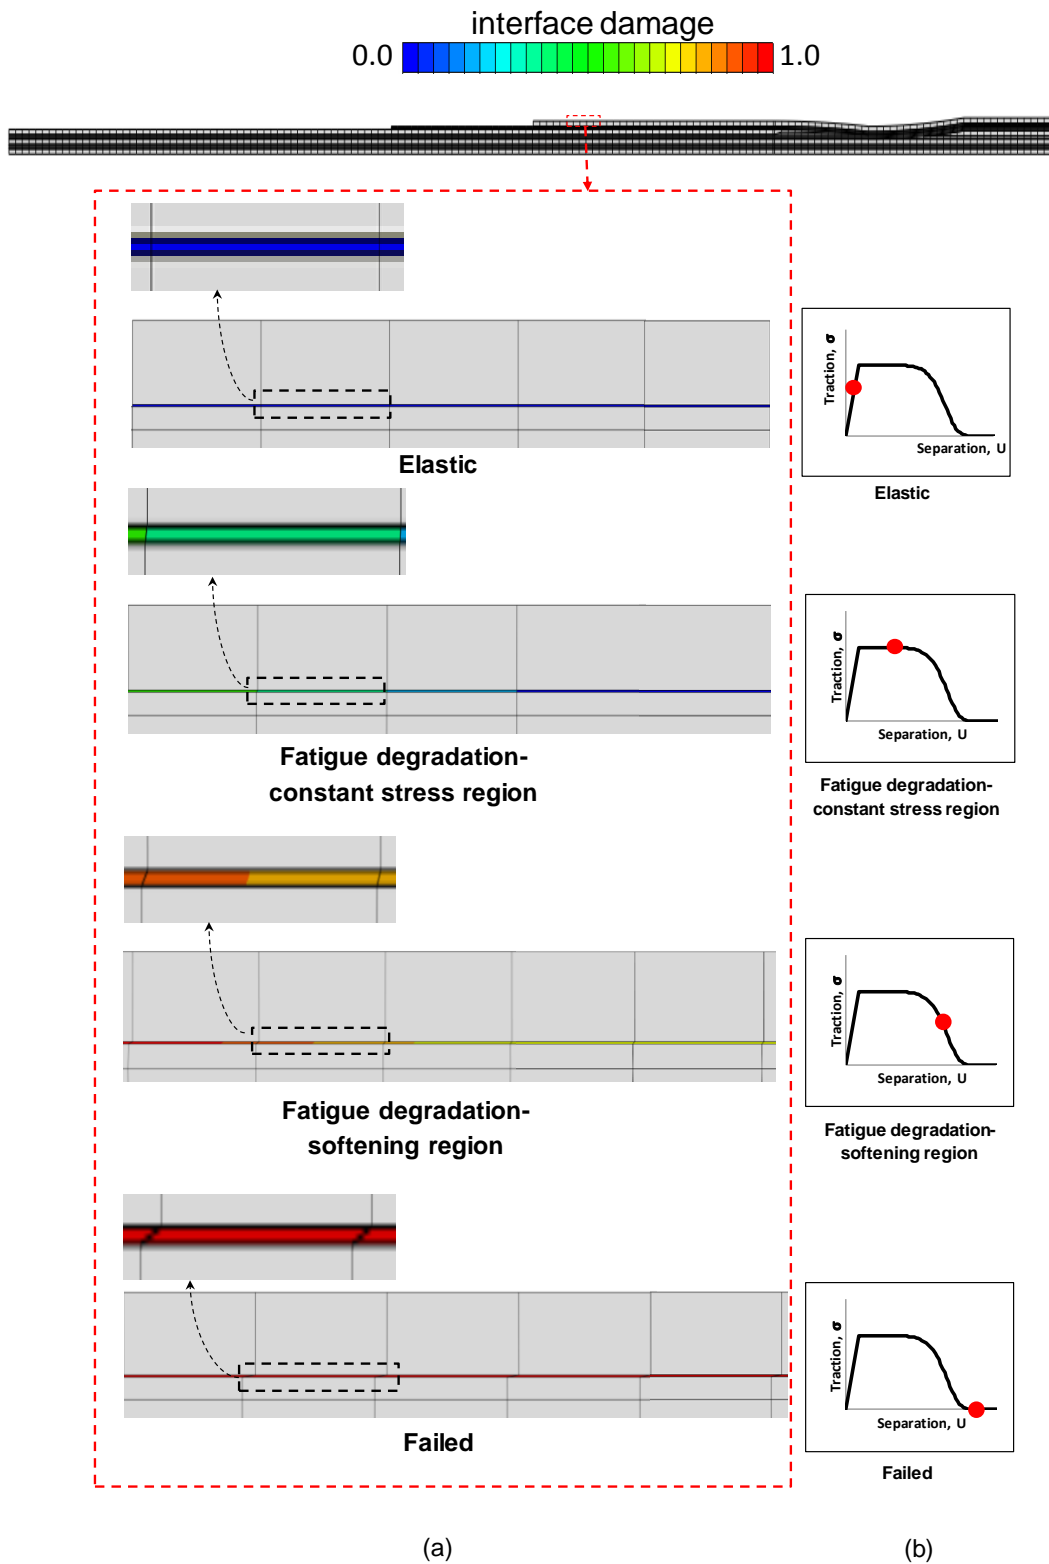 interface damage
0.0 1.0
Elastic
Traction, σ
Separation, U
Elastic
Fatigue degradation-
constant stress region
Traction, σ
Separation, U
Fatigue degradation-
constant stress region
Fatigue degradation-
softening region
Traction, σ
Separation, U
Fatigue degradation-
softening region
Failed
Traction, σ
Separation, U
Failed
(a) (b)